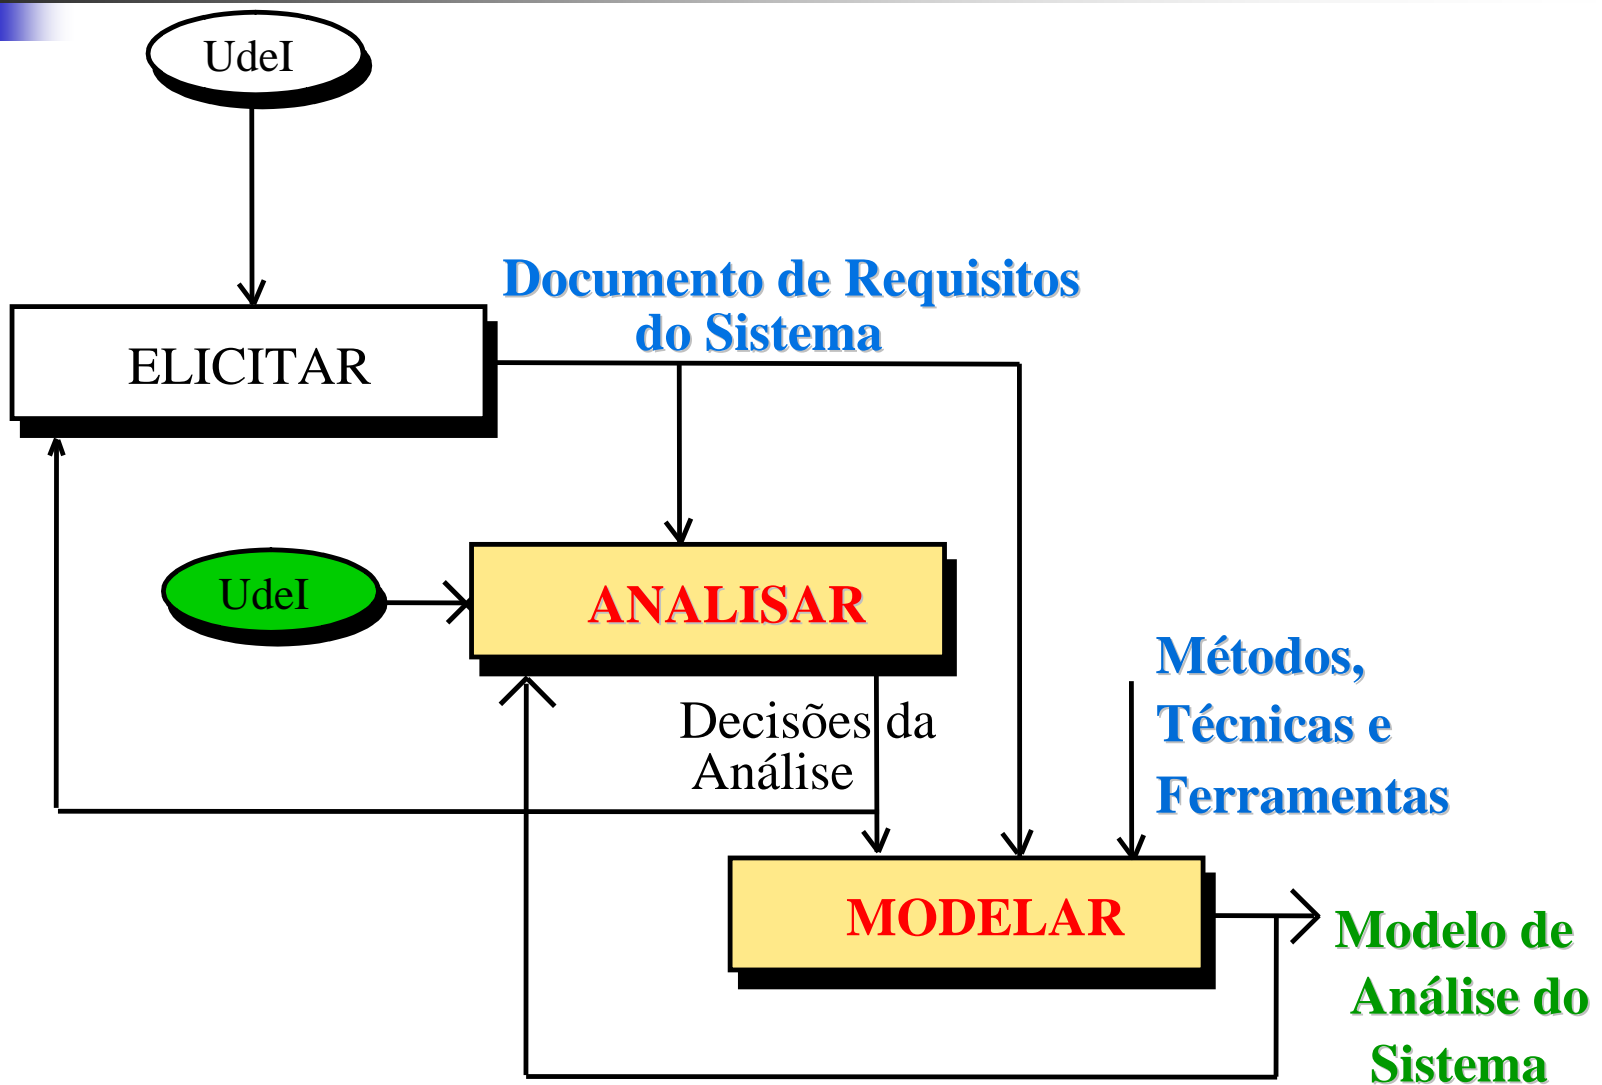 UdeI
Documento de Requisitos
do Sistema
ELICITAR
UdeI
ANALISAR
Decisões da
Análise
Métodos,
Técnicas e
Ferramentas
MODELAR
Modelo de
Análise do
Sistema